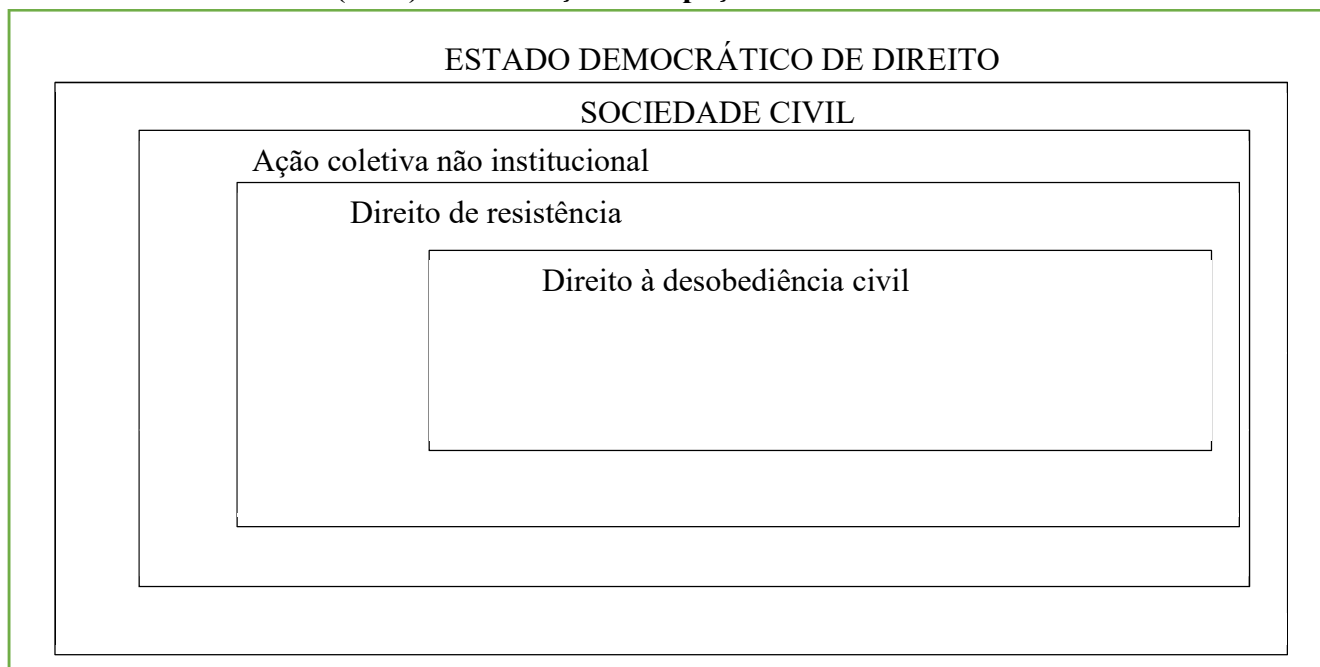 ESTADO DEMOCRÁTICO DE DIREITO
SOCIEDADE CIVIL
Ação coletiva não institucional
Direito de resistência
Direito à desobediência civil